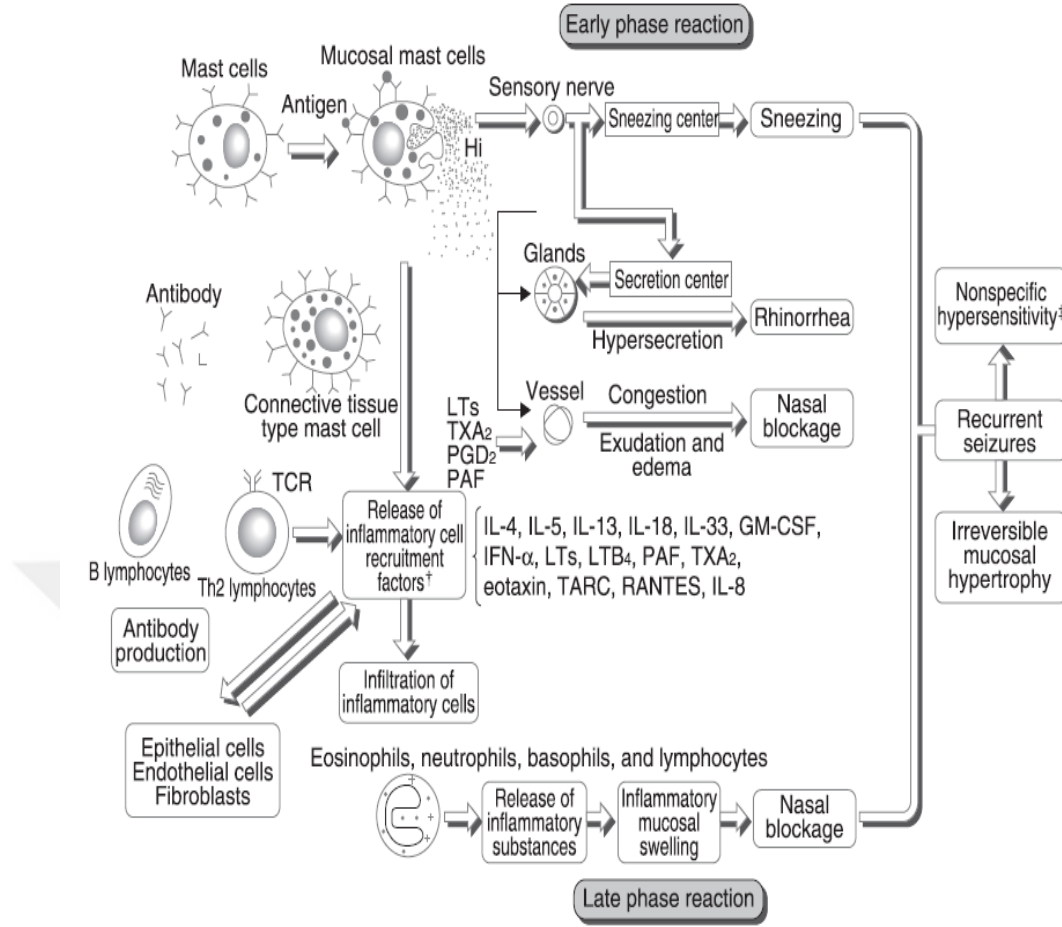 Early phase reaction
Mast cells
Antigen
Mucosal mast cells
Hi
Sensory nerve
Sneezing center
Sneezing
Glands
Secretion center
Hypersecretion
Rhinorrhea
Antibody
Connective tissue
type mast cell
LTs
TXA₂
PGD₂
PAF
Vessel
Congestion
Exudation and
edema
Nasal
blockage
Nonspecific
hypersensitivity‡
Recurrent
seizures
Irreversible
mucosal
hypertrophy
B lymphocytes
TCR
Th2 lymphocytes
Release of
inflammatory cell
recruitment
factors†
IL-4, IL-5, IL-13, IL-18, IL-33, GM-CSF,
IFN-α, LTs, LTB₄, PAF, TXA₂,
eotaxin, TARC, RANTES, IL-8
Antibody
production
Infiltration of
inflammatory cells
Epithelial cells
Endothelial cells
Fibroblasts
Eosinophils, neutrophils, basophils, and lymphocytes
Release of
inflammatory
substances
Inflammatory
mucosal
swelling
Nasal
blockage
Late phase reaction